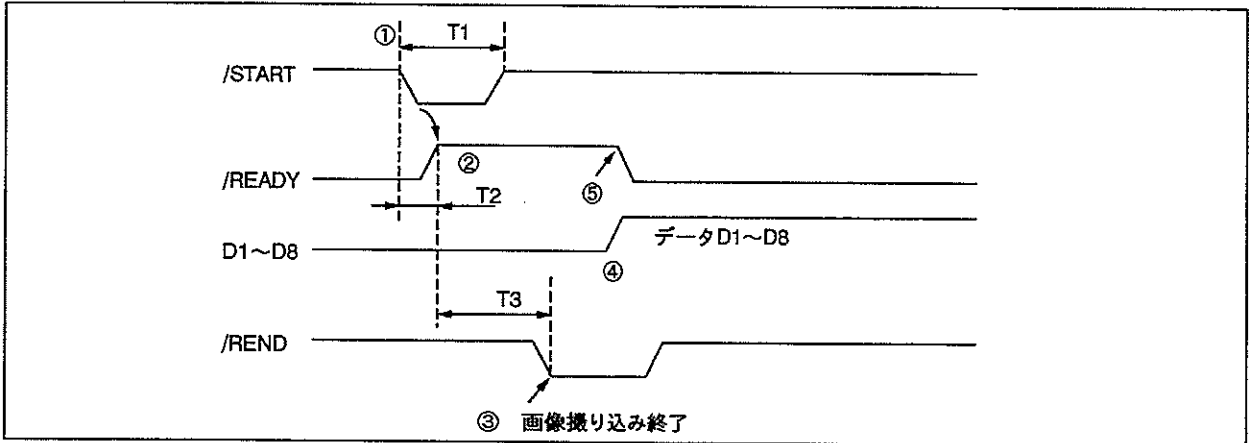 ① T1
/START
②
/READY
⑤
T2
データD1～D8
D1～D8
④
T3
/REND
③ 画像撮り込み終了